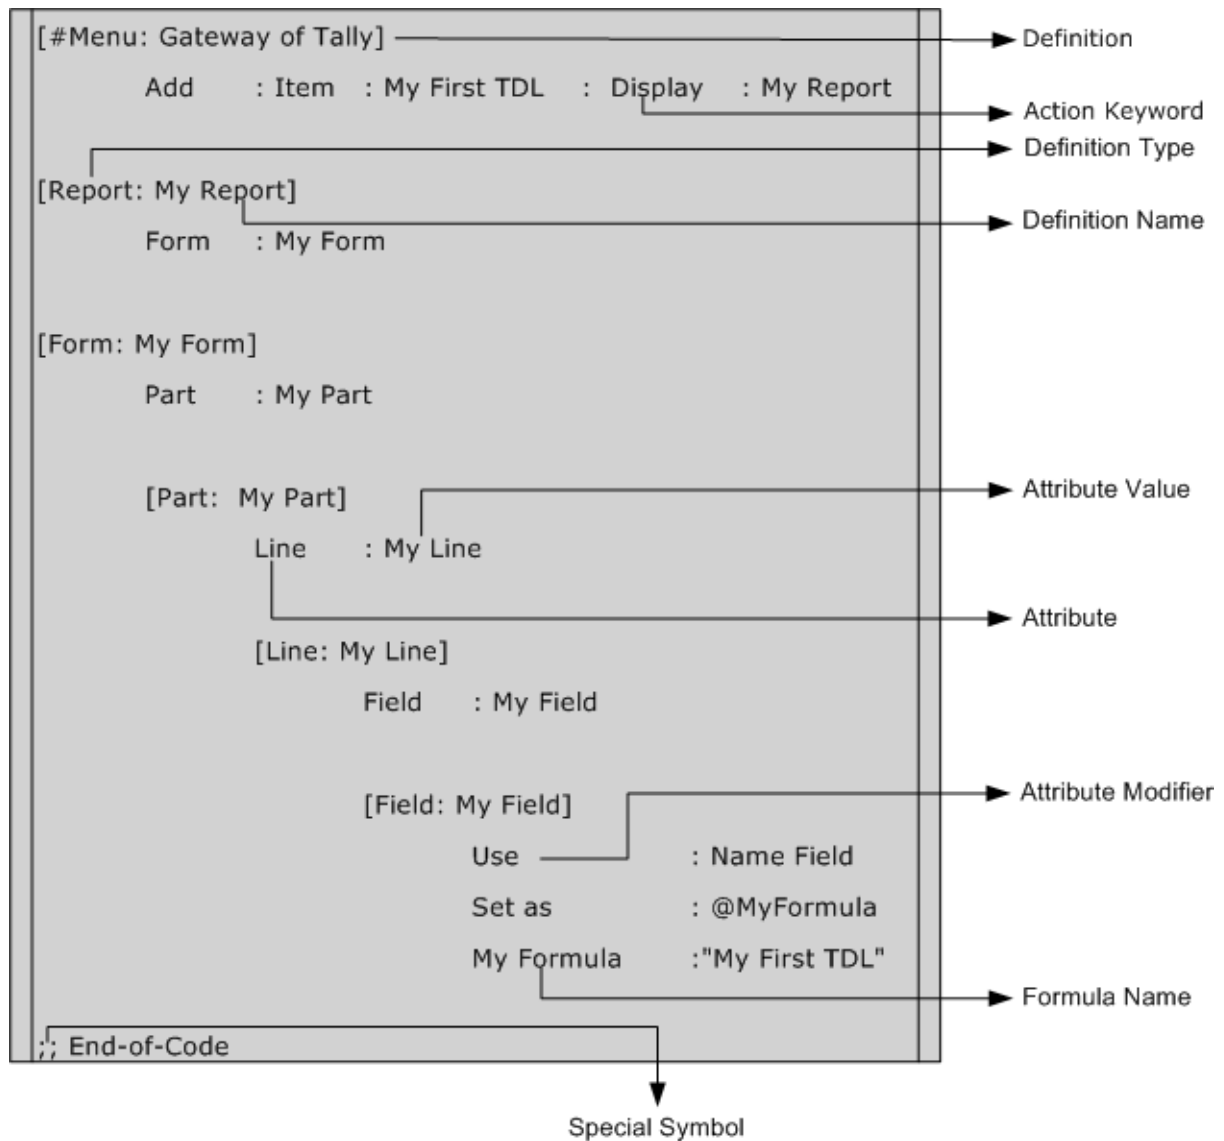 [#Menu: Gateway of Tally]
Definition
Add : Item : My First TDL : Display : My Report
Action Keyword
Definition Type
[Report: My Report]
Definition Name
Form : My Form
[Form: My Form]
Part : My Part
[Part: My Part]
Attribute Value
Line : My Line
Attribute
[Line: My Line]
Field : My Field
[Field: My Field]
Attribute Modifier
Use : Name Field
Set as : @MyFormula
My Formula :"My First TDL"
Formula Name
;; End-of-Code
Special Symbol